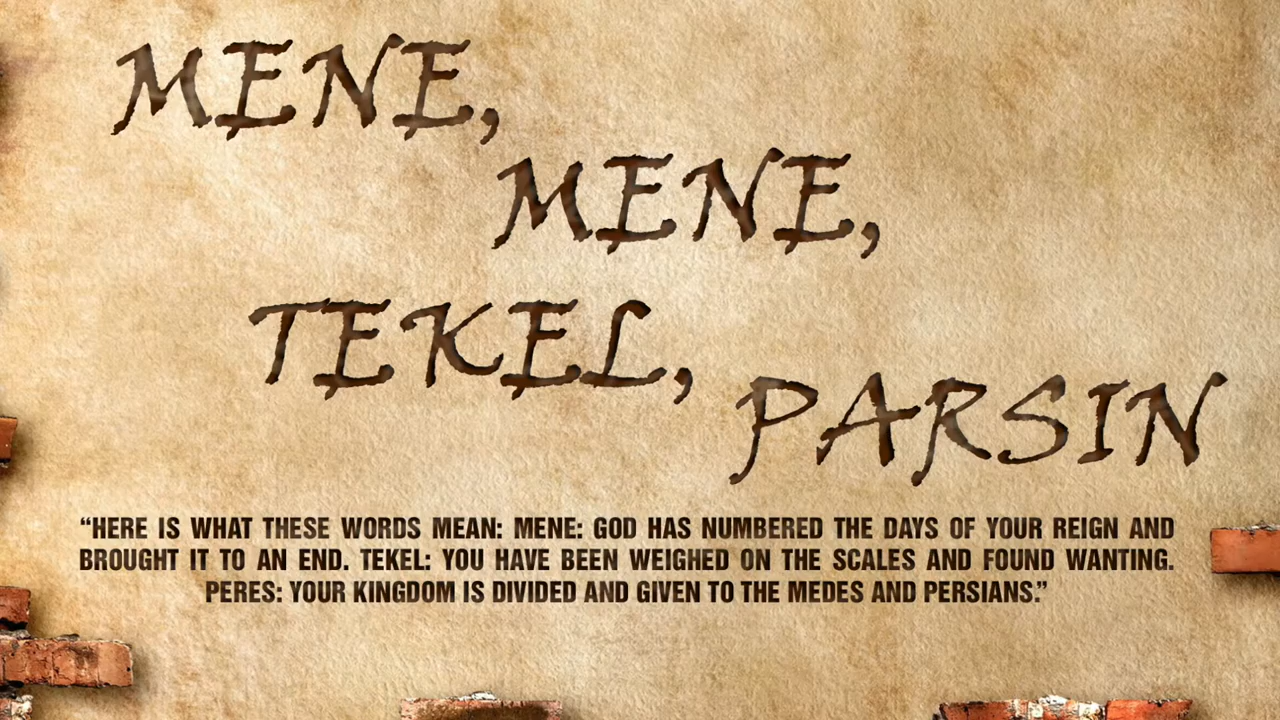 MENE,
MENE,
TEKEL,
PARSIN
“HERE IS WHAT THESE WORDS MEAN: MENE: GOD HAS NUMBERED THE DAYS OF YOUR REIGN AND
BROUGHT IT TO AN END. TEKEL: YOU HAVE BEEN WEIGHED ON THE SCALES AND FOUND WANTING.
PERES: YOUR KINGDOM IS DIVIDED AND GIVEN TO THE MEDES AND PERSIANS.”